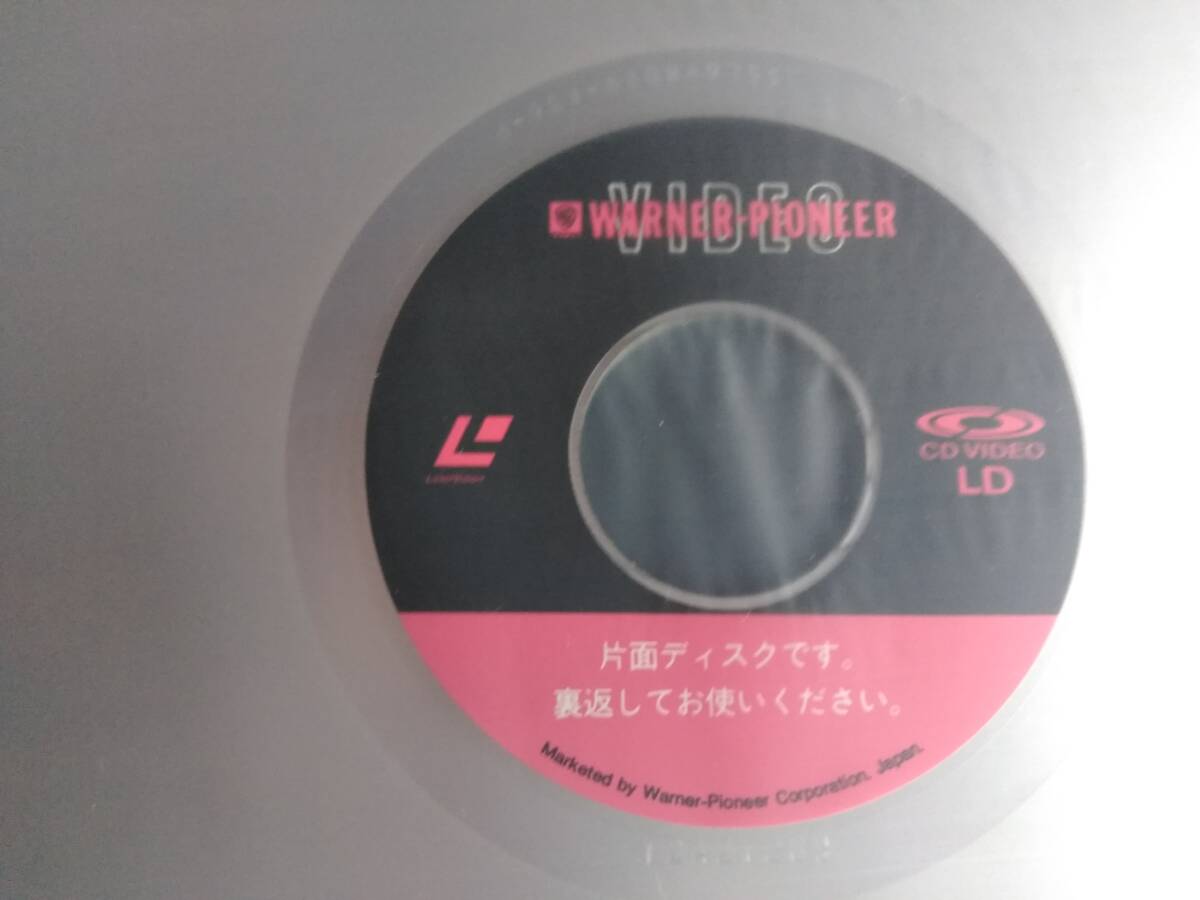 VIDEO
WARNER-PIONEER
LaserVision
CD VIDEO
LD
片面ディスクです。
裏返してお使いください。
Marketed by Warner-Pioneer Corporation, Japan.